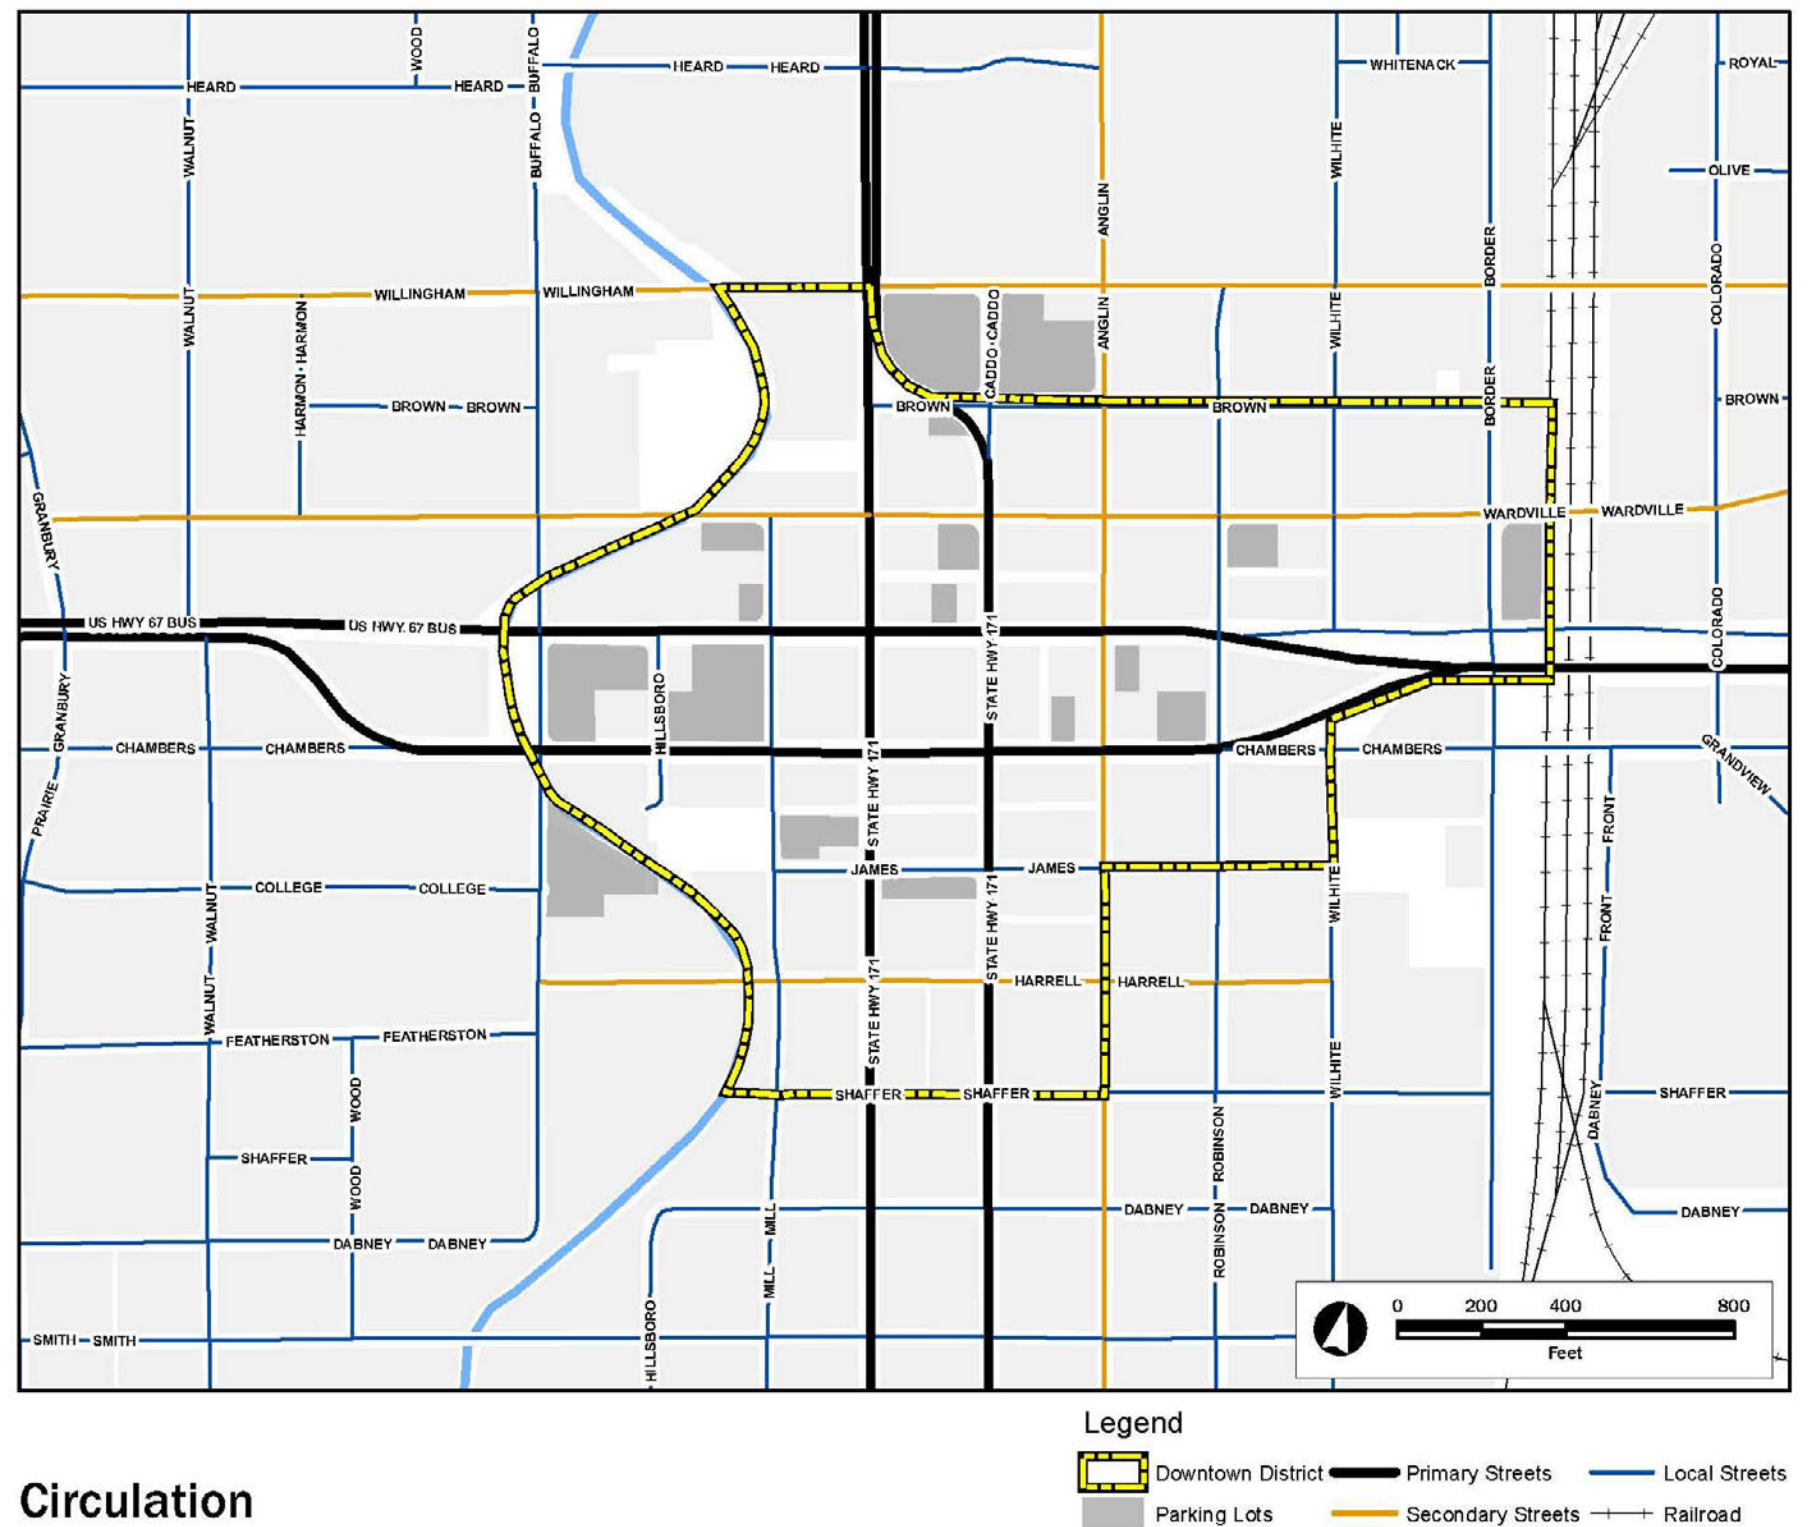 WOOD
BUFFALO
HEARD
HEARD
WHITENACK
ROYAL
HEARD
HEARD
WALNUT
BUFFALO
WILHITE
OLIVE
ANGLIN
BORDER
COLORADO
WILLINGHAM
WILLINGHAM
WALNUT
HARMON
HARMON
CADDO
CADDO
ANGLIN
WILHITE
BORDER
BROWN
BROWN
BROWN
BROWN
BROWN
GRANBURY
WARDVILLE
WARDVILLE
US HWY 67 BUS
US HWY 67 BUS
STATE HWY 171
COLORADO
GRANBURY
HILLSBORO
CHAMBERS
CHAMBERS
CHAMBERS
CHAMBERS
GRANDVIEW
PRAIRIE
STATE HWY 171
FRONT
JAMES
JAMES
COLLEGE
COLLEGE
WALNUT
STATE HWY 171
WILHITE
FRONT
WALNUT
STATE HWY 171
HARRELL
HARRELL
FEATHERSTON
FEATHERSTON
WILHITE
WOOD
SHAFFER
SHAFFER
DABNEY
SHAFFER
SHAFFER
WOOD
ROBINSON
MILL
DABNEY
DABNEY
DABNEY
ROBINSON
DABNEY
DABNEY
MILL
HILLSBORO
SMITH
SMITH
0 200 400 800
Feet
Legend
Downtown District
Primary Streets
Local Streets
Parking Lots
Secondary Streets
Railroad
Circulation